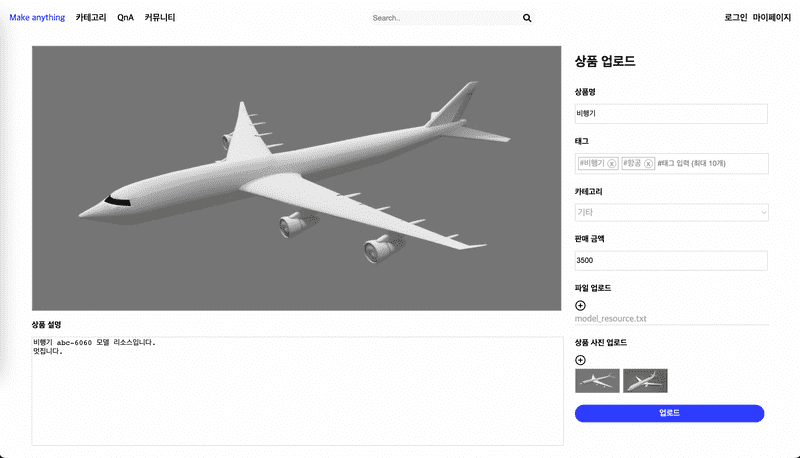 Make anything 카테고리 QnA 커뮤니티 Search.. 로그인 마이페이지
상품 업로드
상품명
비행기
태그
#비행기 #항공 #태그 입력 (최대 10개)
카테고리
기타
판매 금액
3500
파일 업로드
model_resource.txt
상품 사진 업로드
업로드
상품 설명
비행기 abc-6060 모델 리소스입니다.
멋집니다.